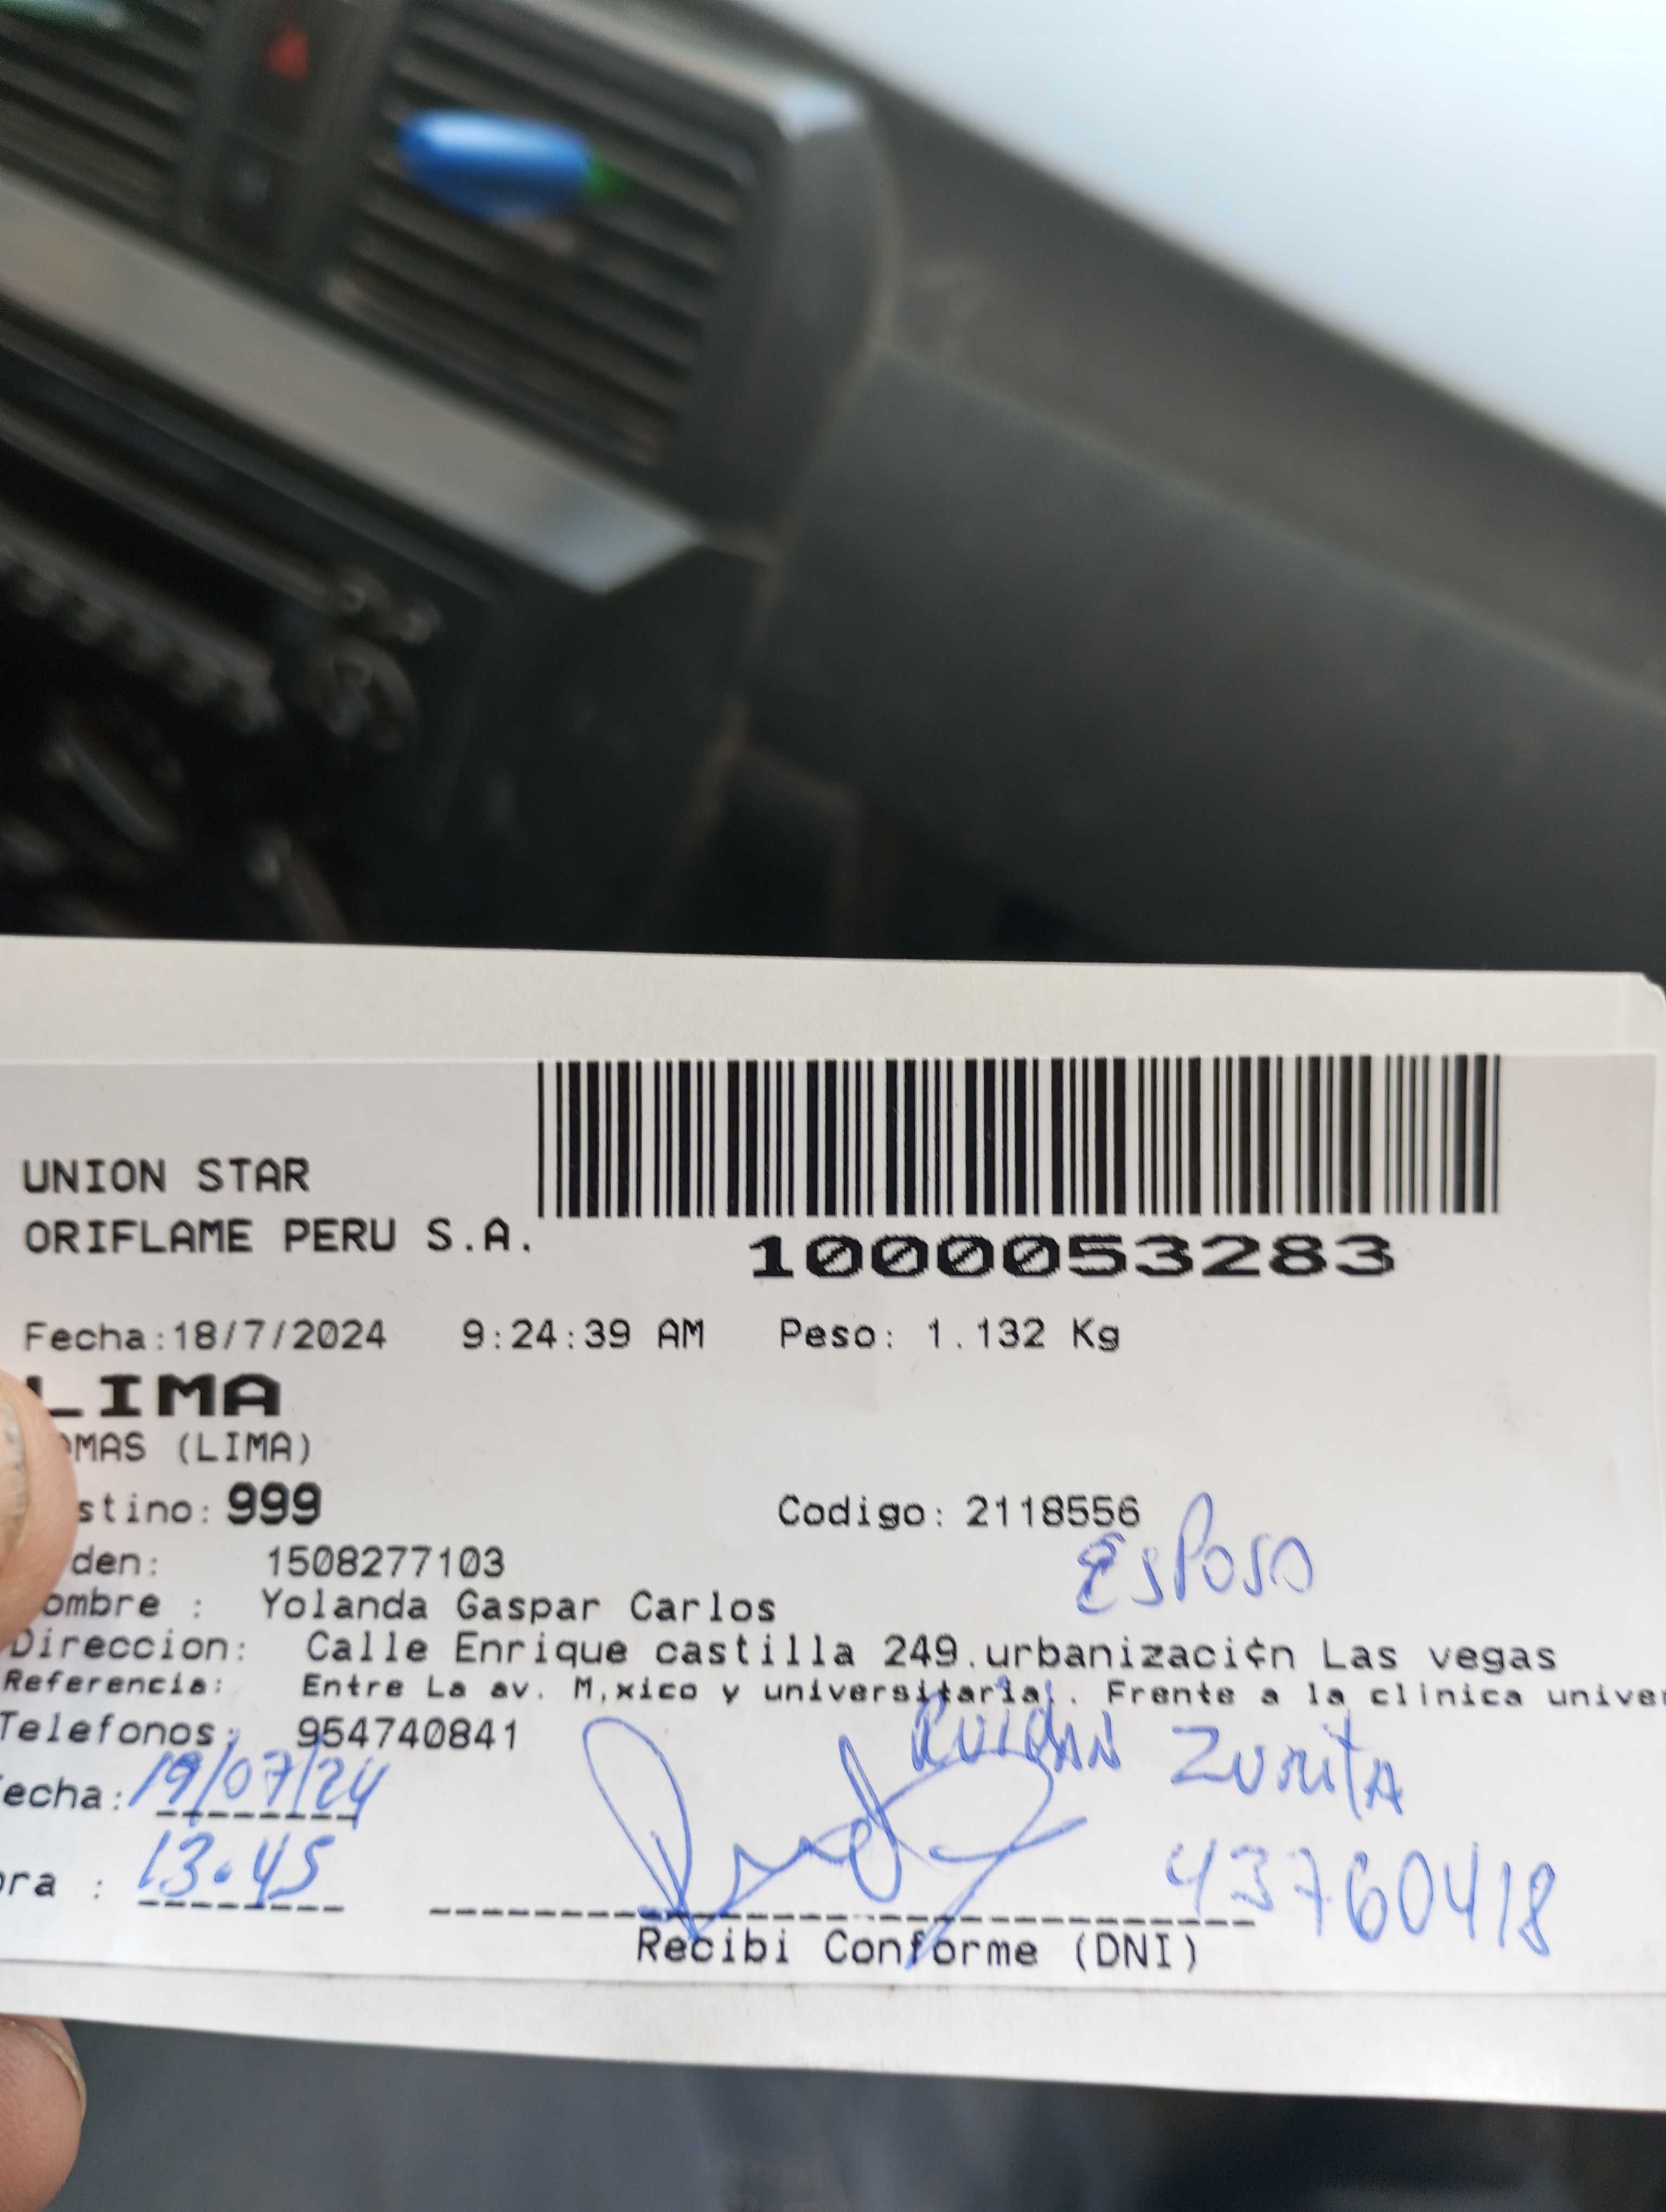 UNION STAR
ORIFLAME PERU S.A.
1000053283
Fecha:18/7/2024 9:24:39 AM Peso: 1.132 Kg
LIMA
OMAS (LIMA)
stino: 999 Codigo: 2118556
Esposo
den: 1508277103
ombre : Yolanda Gaspar Carlos
Direccion: Calle Enrique castilla 249.urbanizaci¢n Las vegas
Referencia: Entre La av. M‚xico y universitaria . Frente a la clinica univer
Telefonos: 954740841
Zurita
echa: 19/07/24
43760418
ora : 13.45
Recibi Conforme (DNI)